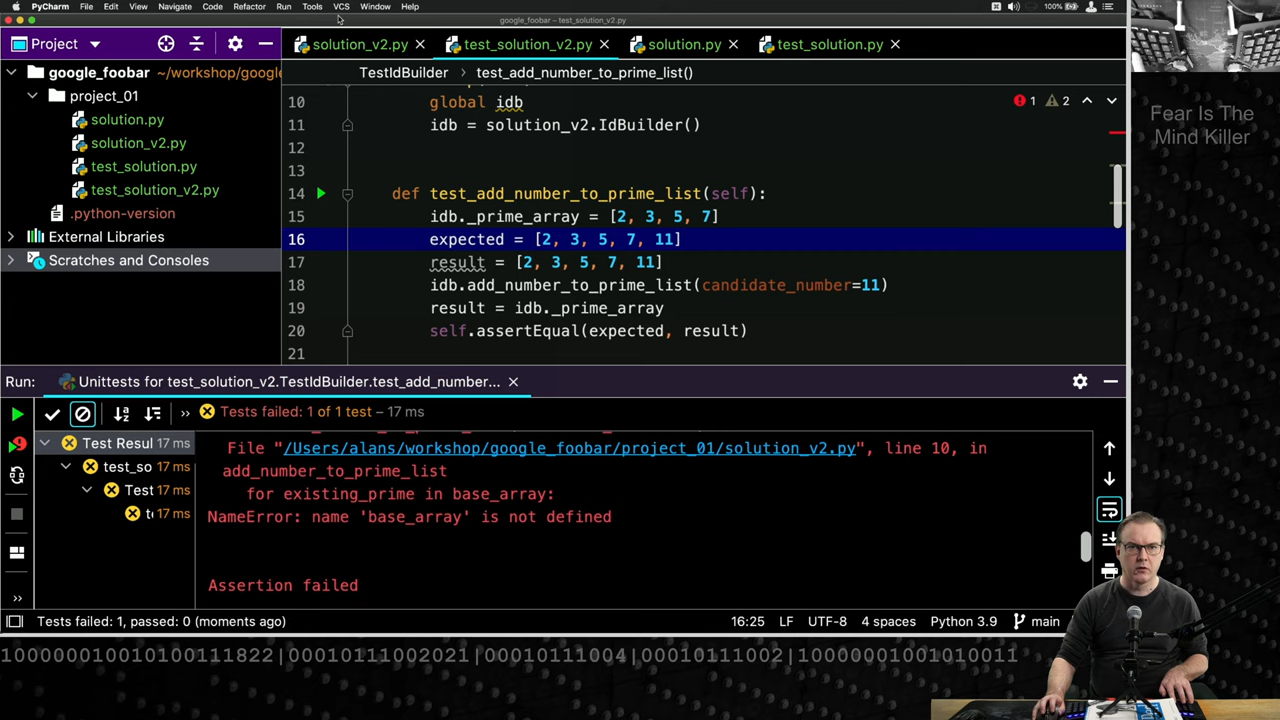 PyCharm File Edit View Navigate Code Refactor Run Tools VCS Window Help 100%
google_foobar – test_solution_v2.py
Project
solution_v2.py test_solution_v2.py solution.py test_solution.py
google_foobar ~/workshop/googl
project_01
solution.py
solution_v2.py
test_solution.py
test_solution_v2.py
.python-version
External Libraries
Scratches and Consoles
TestIdBuilder test_add_number_to_prime_list()
1 2
10 global idb
11 idb = solution_v2.IdBuilder()
12
13
14 def test_add_number_to_prime_list(self):
15 idb._prime_array = [2, 3, 5, 7]
16 expected = [2, 3, 5, 7, 11]
17 result = [2, 3, 5, 7, 11]
18 idb.add_number_to_prime_list(candidate_number=11)
19 result = idb._prime_array
20 self.assertEqual(expected, result)
21
Fear Is The
Mind Killer
Run: Unittests for test_solution_v2.TestIdBuilder.test_add_number...
Tests failed: 1 of 1 test – 17 ms
Test Resul 17 ms
test_so 17 ms
Test 17 ms
t 17 ms
File "/Users/alans/workshop/google_foobar/project_01/solution_v2.py", line 10, in
add_number_to_prime_list
for existing_prime in base_array:
NameError: name 'base_array' is not defined
Assertion failed
Tests failed: 1, passed: 0 (moments ago) 16:25 LF UTF-8 4 spaces Python 3.9 main
10000001001010011182​2|00010111002​2021|00010111004|00010111002|10000001001010011